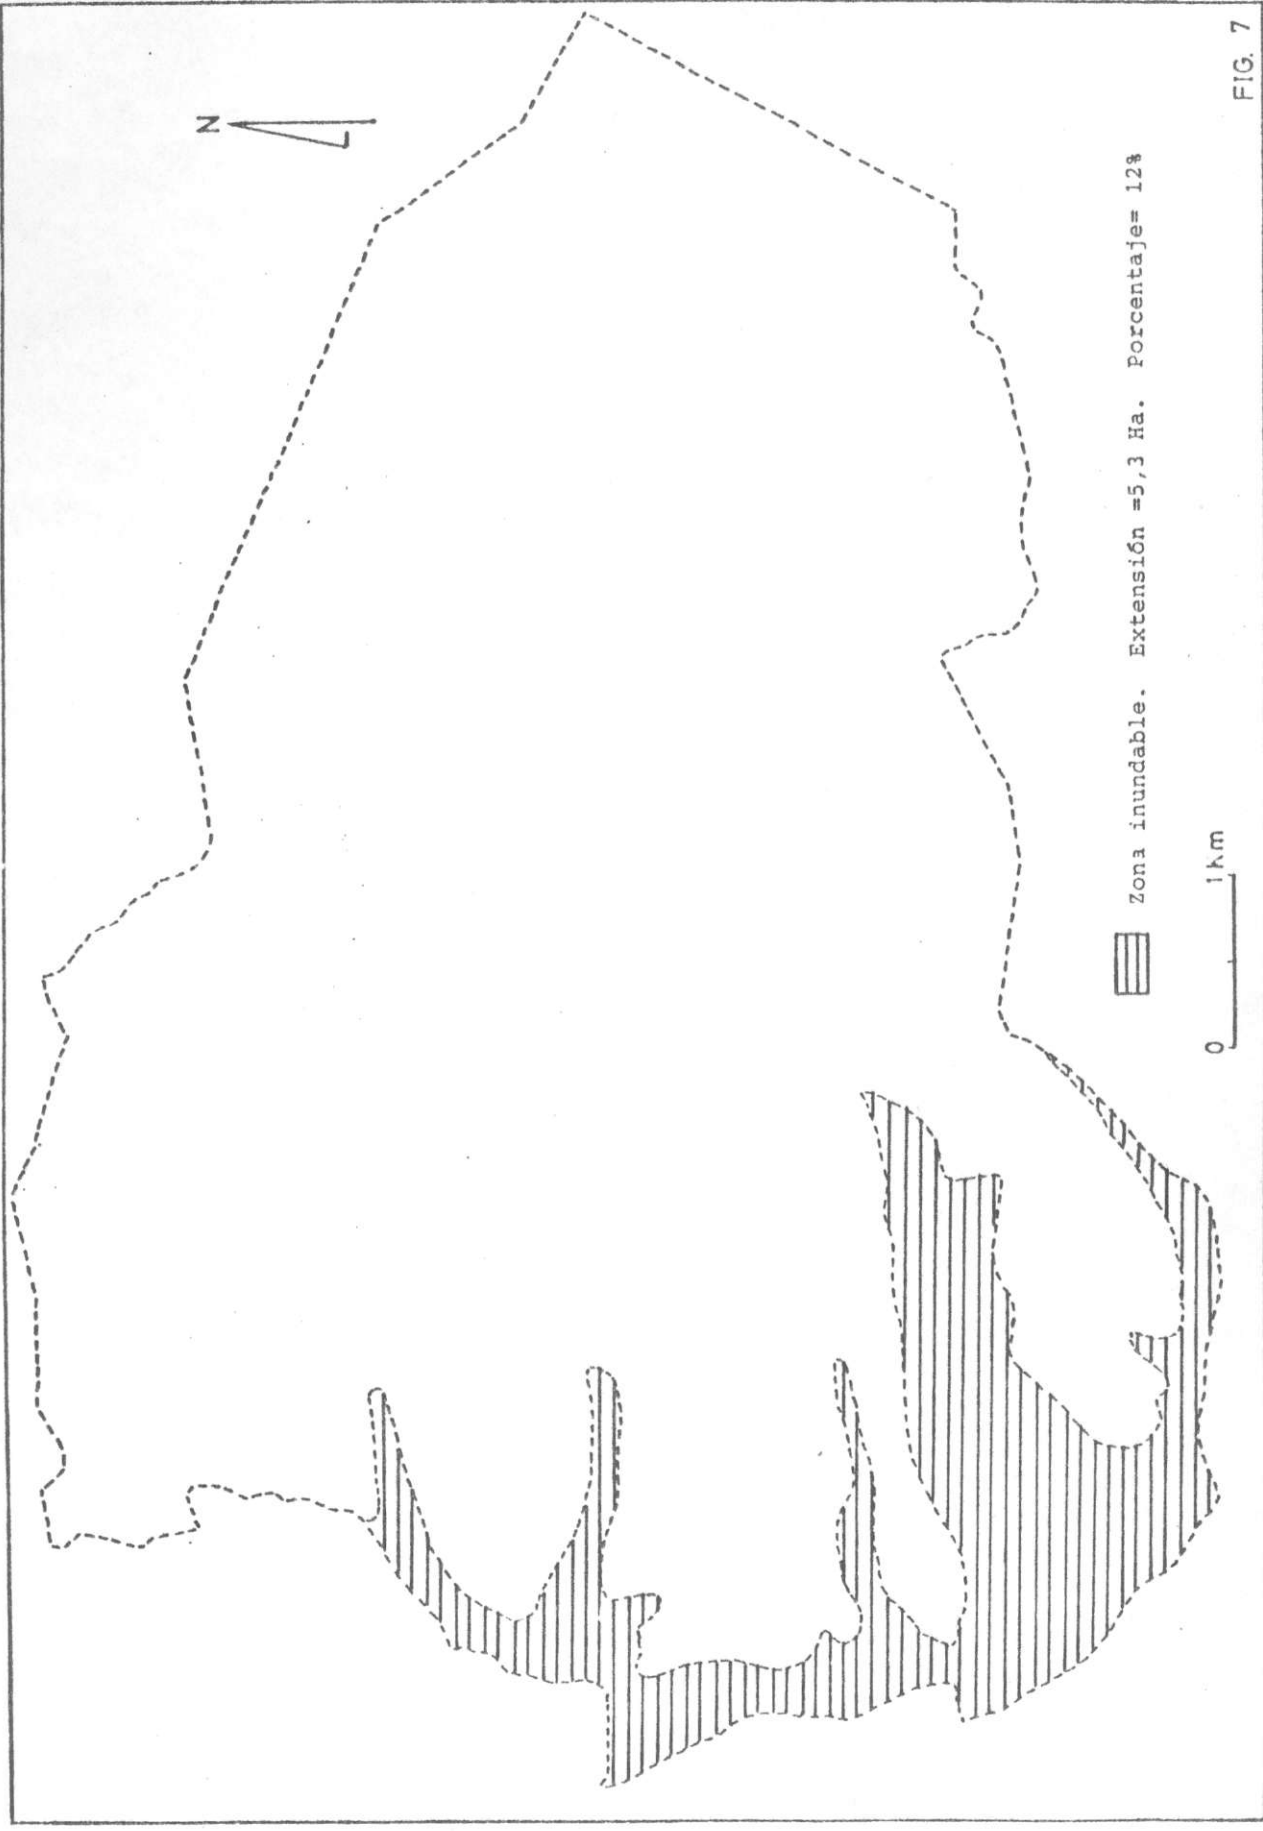 N
Zona inundable. Extensión =5,3 Ha. Porcentaje= 12%
0 1km
FIG. 7